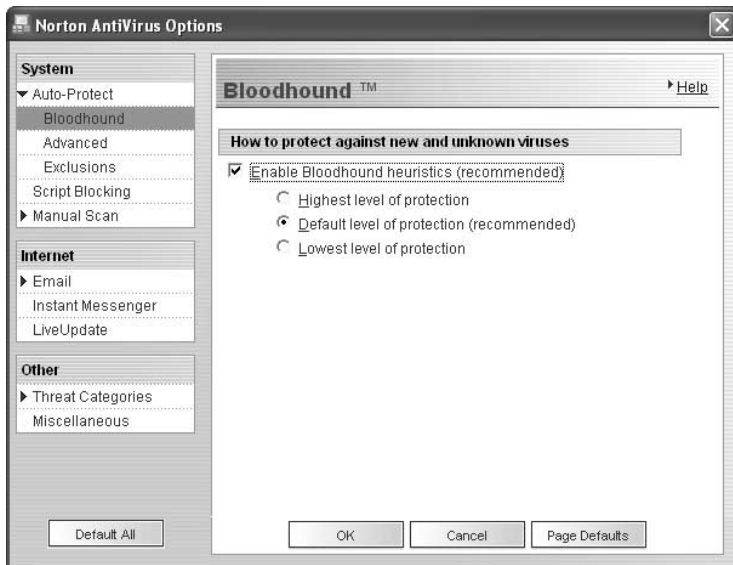 Norton AntiVirus Options
System
Auto-Protect
Bloodhound
Advanced
Exclusions
Script Blocking
Manual Scan
Internet
Email
Instant Messenger
LiveUpdate
Other
Threat Categories
Miscellaneous
Default All
Bloodhound ™
Help
How to protect against new and unknown viruses
Enable Bloodhound heuristics (recommended)
Highest level of protection
Default level of protection (recommended)
Lowest level of protection
OK
Cancel
Page Defaults